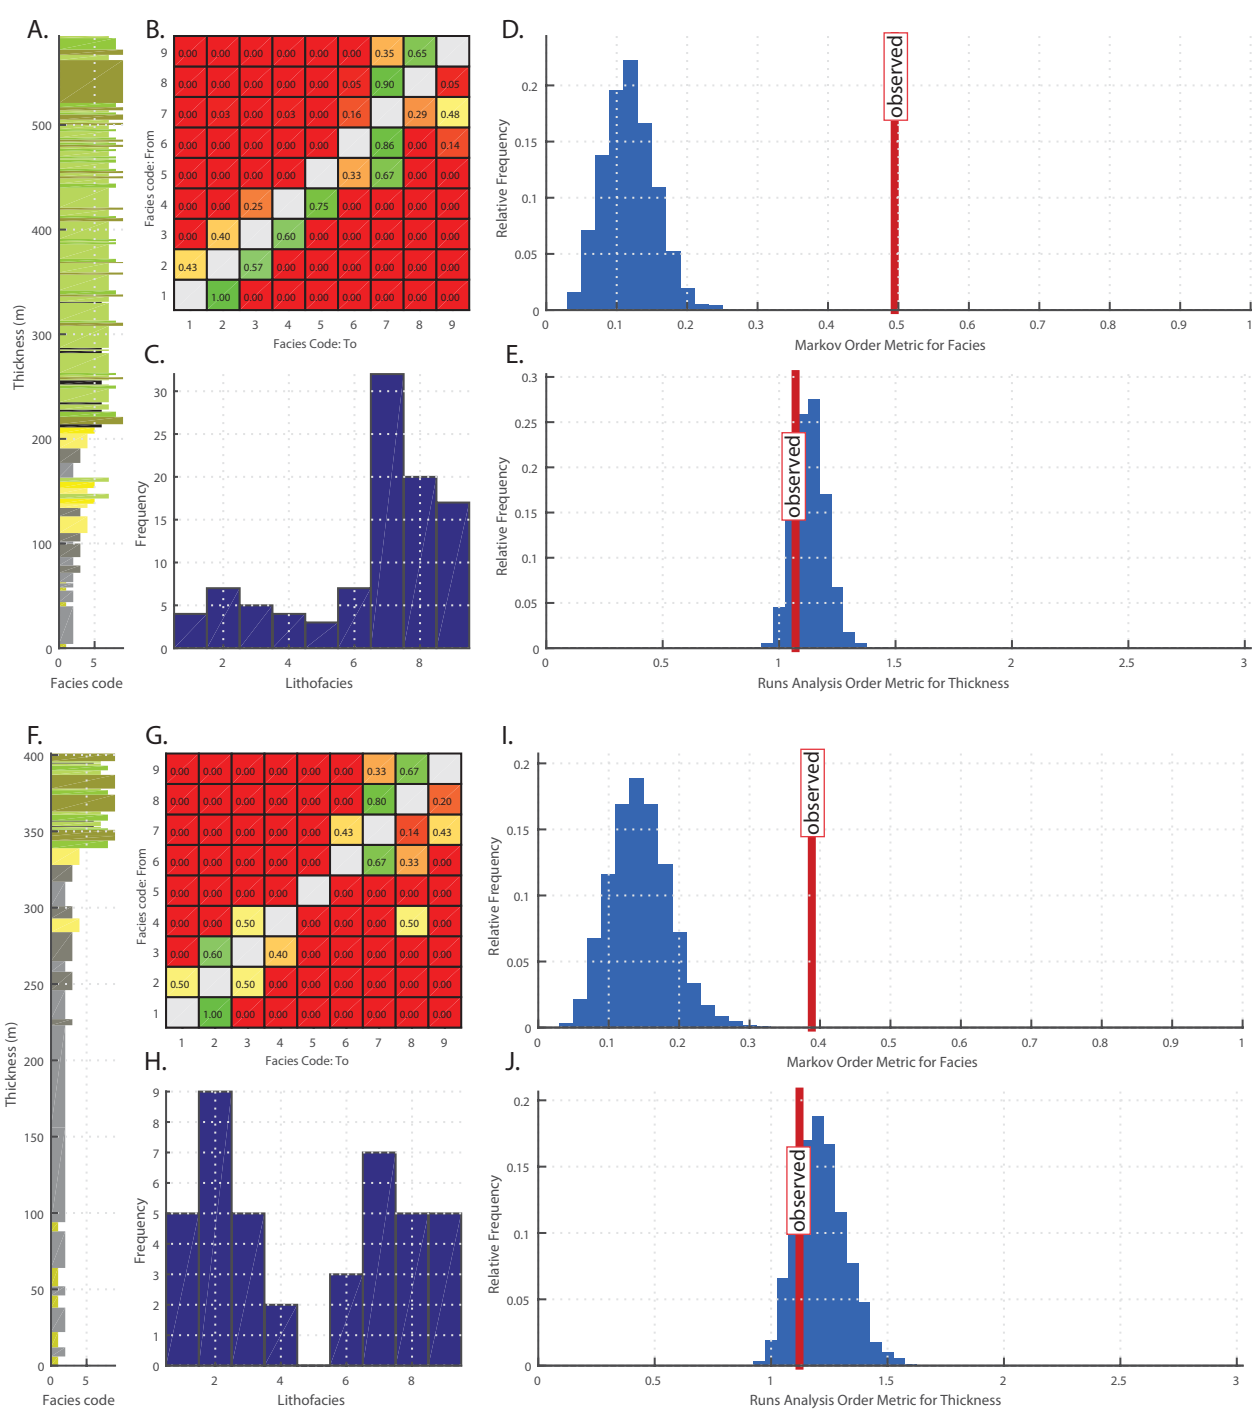 A.
500
400
300
200
100
0
Thickness (m)
0 5
Facies code
B.
9 0.00 0.00 0.00 0.00 0.00 0.00 0.35 0.65
8 0.00 0.00 0.00 0.00 0.00 0.05 0.90 0.05
7 0.00 0.03 0.00 0.03 0.00 0.16 0.29 0.48
6 0.00 0.00 0.00 0.00 0.00 0.86 0.00 0.14
5 0.00 0.00 0.00 0.00 0.33 0.67 0.00 0.00
4 0.00 0.00 0.25 0.75 0.00 0.00 0.00 0.00
3 0.00 0.40 0.60 0.00 0.00 0.00 0.00 0.00
2 0.43 0.57 0.00 0.00 0.00 0.00 0.00 0.00
1 1.00 0.00 0.00 0.00 0.00 0.00 0.00 0.00
Facies code: From
1 2 3 4 5 6 7 8 9
Facies Code: To
C.
30
25
20
15
10
5
0
Frequency
2 4 6 8
Lithofacies
D.
observed
0.2
0.15
0.1
0.05
0
Relative Frequency
0 0.1 0.2 0.3 0.4 0.5 0.6 0.7 0.8 0.9 1
Markov Order Metric for Facies
E.
observed
0.3
0.25
0.2
0.15
0.1
0.05
0
Relative Frequency
0 0.5 1 1.5 2 2.5 3
Runs Analysis Order Metric for Thickness
F.
400
350
300
250
200
150
100
50
0
Thickness (m)
0 5
Facies code
G.
9 0.00 0.00 0.00 0.00 0.00 0.00 0.33 0.67
8 0.00 0.00 0.00 0.00 0.00 0.00 0.80 0.20
7 0.00 0.00 0.00 0.00 0.00 0.43 0.14 0.43
6 0.00 0.00 0.00 0.00 0.00 0.67 0.33 0.00
5 0.00 0.00 0.00 0.00 0.00 0.00 0.00 0.00
4 0.00 0.00 0.50 0.00 0.00 0.00 0.50 0.00
3 0.00 0.60 0.40 0.00 0.00 0.00 0.00 0.00
2 0.50 0.50 0.00 0.00 0.00 0.00 0.00 0.00
1 1.00 0.00 0.00 0.00 0.00 0.00 0.00 0.00
Facies code: From
1 2 3 4 5 6 7 8 9
Facies Code: To
H.
9
8
7
6
5
4
3
2
1
0
Frequency
2 4 6 8
Lithofacies
I.
observed
0.2
0.15
0.1
0.05
0
Relative Frequency
0 0.1 0.2 0.3 0.4 0.5 0.6 0.7 0.8 0.9 1
Markov Order Metric for Facies
J.
observed
0.2
0.15
0.1
0.05
0
Relative Frequency
0 0.5 1 1.5 2 2.5 3
Runs Analysis Order Metric for Thickness